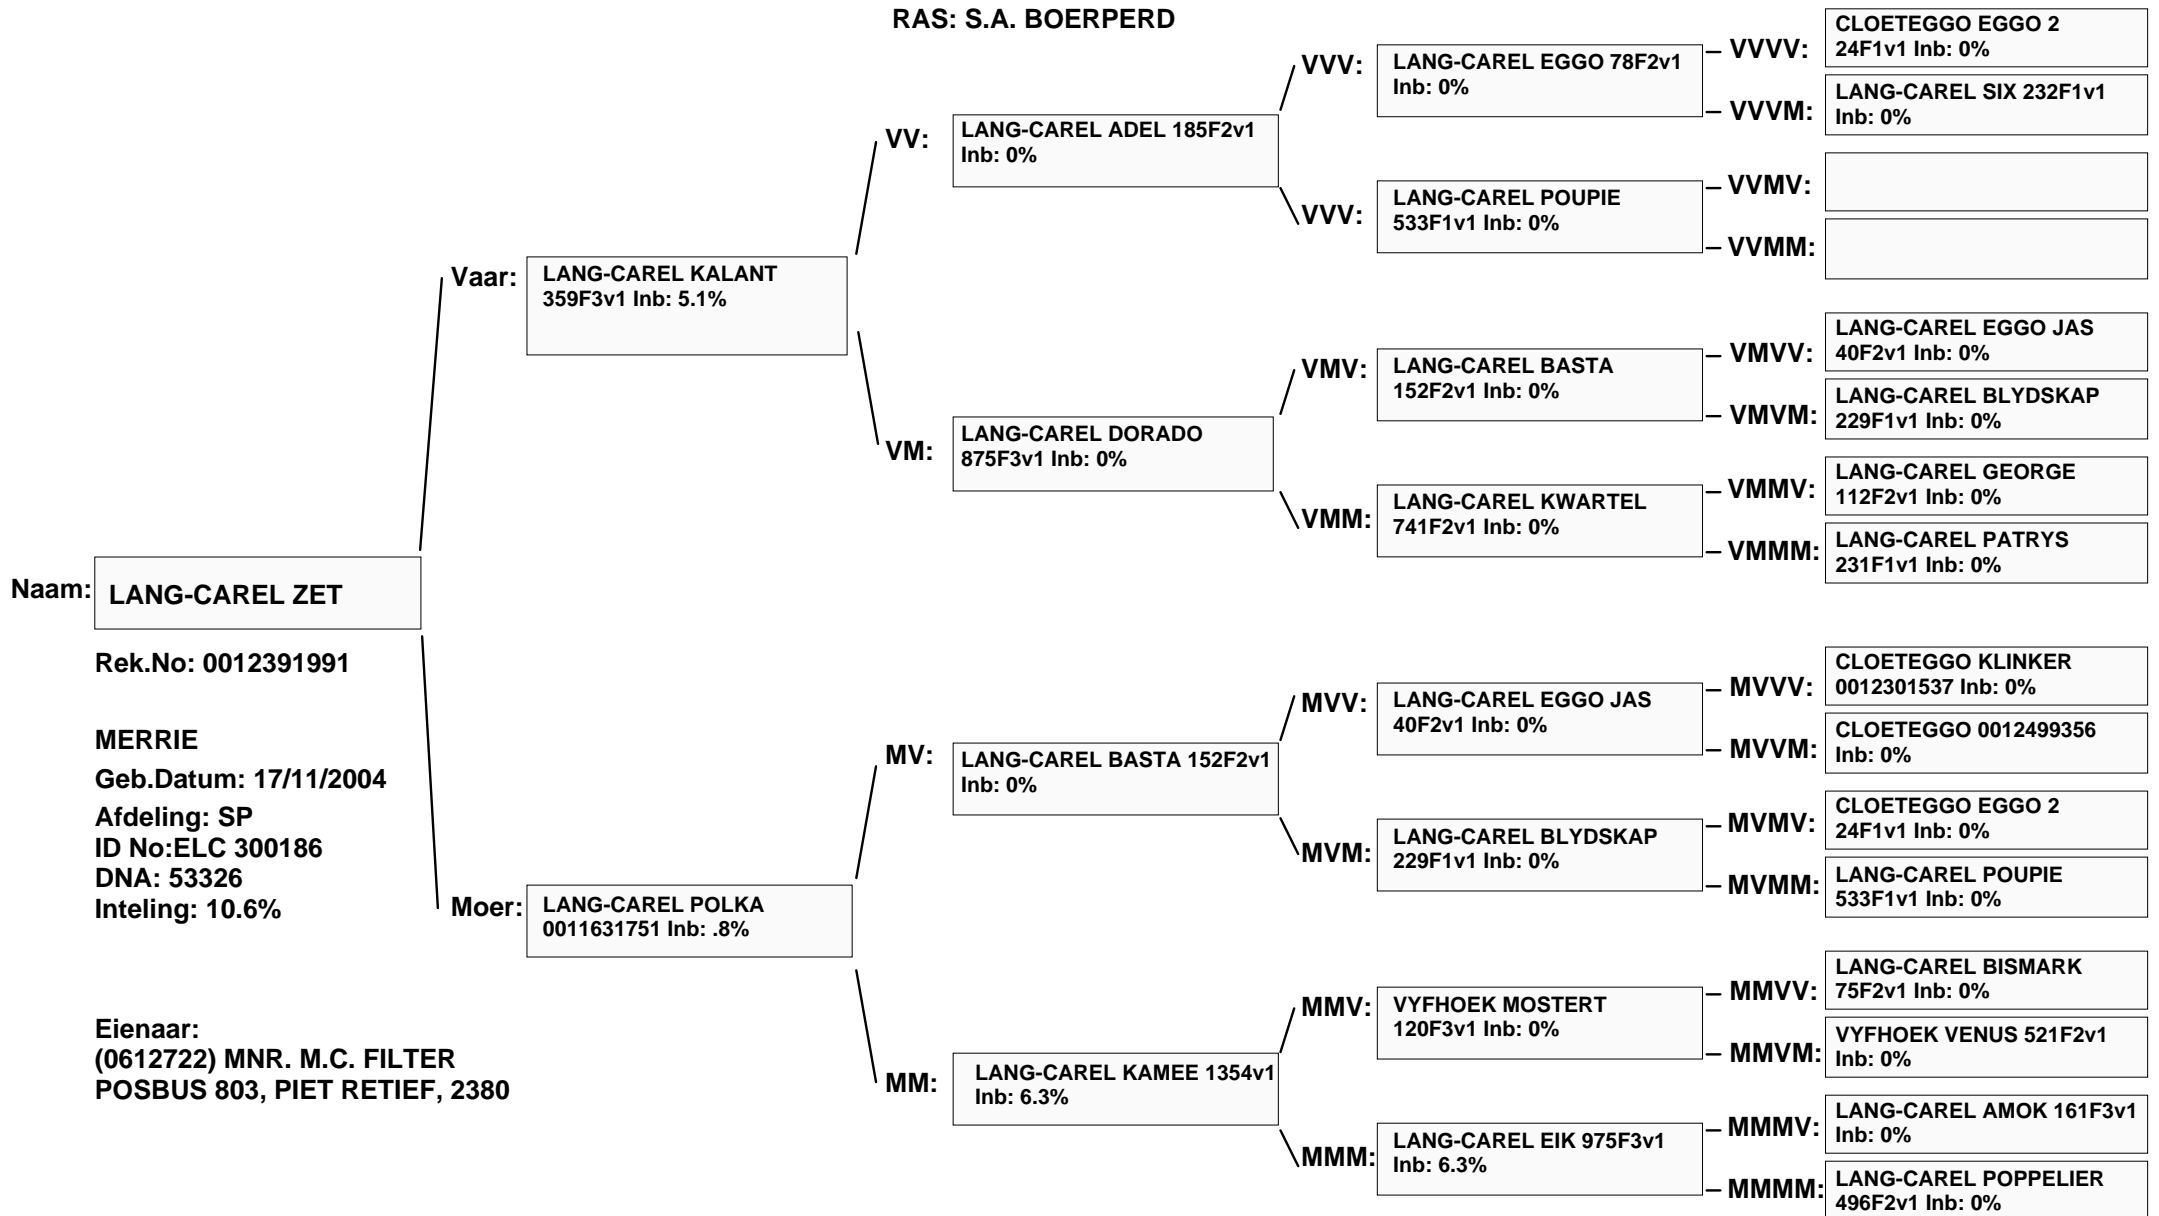 RAS: S.A. BOERPERD
Naam:
LANG-CAREL ZET
Rek.No: 0012391991
MERRIE
Geb.Datum: 17/11/2004
Afdeling: SP
ID No:ELC 300186
DNA: 53326
Inteling: 10.6%
Eienaar:
(0612722) MNR. M.C. FILTER
POSBUS 803, PIET RETIEF, 2380
Vaar:
LANG-CAREL KALANT
359F3v1 Inb: 5.1%
Moer:
LANG-CAREL POLKA
0011631751 Inb: .8%
VV:
LANG-CAREL ADEL 185F2v1
Inb: 0%
VM:
LANG-CAREL DORADO
875F3v1 Inb: 0%
MV:
LANG-CAREL BASTA 152F2v1
Inb: 0%
MM:
LANG-CAREL KAMEE 1354v1
Inb: 6.3%
VVV:
LANG-CAREL EGGO 78F2v1
Inb: 0%
VVV:
LANG-CAREL POUPIE
533F1v1 Inb: 0%
VMV:
LANG-CAREL BASTA
152F2v1 Inb: 0%
VMM:
LANG-CAREL KWARTEL
741F2v1 Inb: 0%
MVV:
LANG-CAREL EGGO JAS
40F2v1 Inb: 0%
MVM:
LANG-CAREL BLYDSKAP
229F1v1 Inb: 0%
MMV:
VYFHOEK MOSTERT
120F3v1 Inb: 0%
MMM:
LANG-CAREL EIK 975F3v1
Inb: 6.3%
VVVV:
CLOETEGGO EGGO 2
24F1v1 Inb: 0%
VVVM:
LANG-CAREL SIX 232F1v1
Inb: 0%
VVMV:
VVMM:
VMVV:
LANG-CAREL EGGO JAS
40F2v1 Inb: 0%
VMVM:
LANG-CAREL BLYDSKAP
229F1v1 Inb: 0%
VMMV:
LANG-CAREL GEORGE
112F2v1 Inb: 0%
VMMM:
LANG-CAREL PATRYS
231F1v1 Inb: 0%
MVVV:
CLOETEGGO KLINKER
0012301537 Inb: 0%
MVVM:
CLOETEGGO 0012499356
Inb: 0%
MVMV:
CLOETEGGO EGGO 2
24F1v1 Inb: 0%
MVMM:
LANG-CAREL POUPIE
533F1v1 Inb: 0%
MMVV:
LANG-CAREL BISMARK
75F2v1 Inb: 0%
MMVM:
VYFHOEK VENUS 521F2v1
Inb: 0%
MMMV:
LANG-CAREL AMOK 161F3v1
Inb: 0%
MMMM:
LANG-CAREL POPPELIER
496F2v1 Inb: 0%